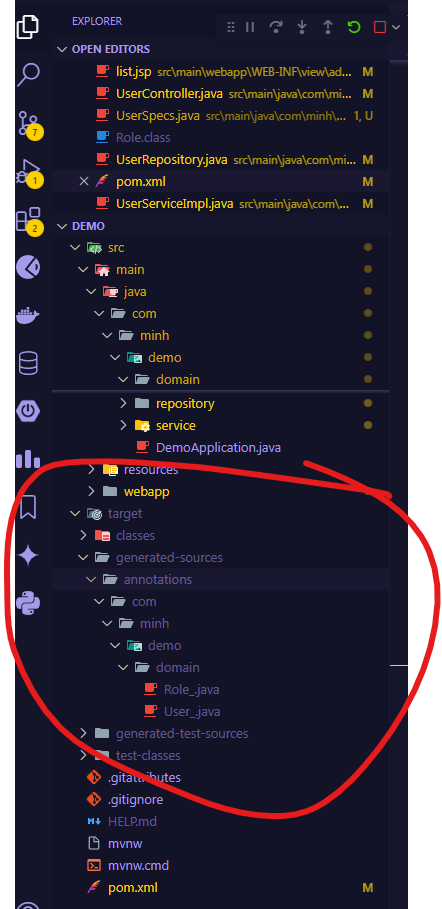 EXPLORER
OPEN EDITORS
list.jsp src\main\webapp\WEB-INF\view\ad... M
UserController.java src\main\java\com\mi... M
UserSpecs.java src\main\java\com\minh\... 1, U
Role.class
UserRepository.java src\main\java\com\mi... M
pom.xml M
UserServiceImpl.java src\main\java\com\... M
7
1
2
DEMO
src
main
java
com
minh
demo
domain
repository
service
DemoApplication.java
resources
webapp
target
classes
generated-sources
annotations
com
minh
demo
domain
Role_.java
User_.java
generated-test-sources
test-classes
.gitattributes
.gitignore
HELP.md
mvnw
mvnw.cmd
pom.xml M